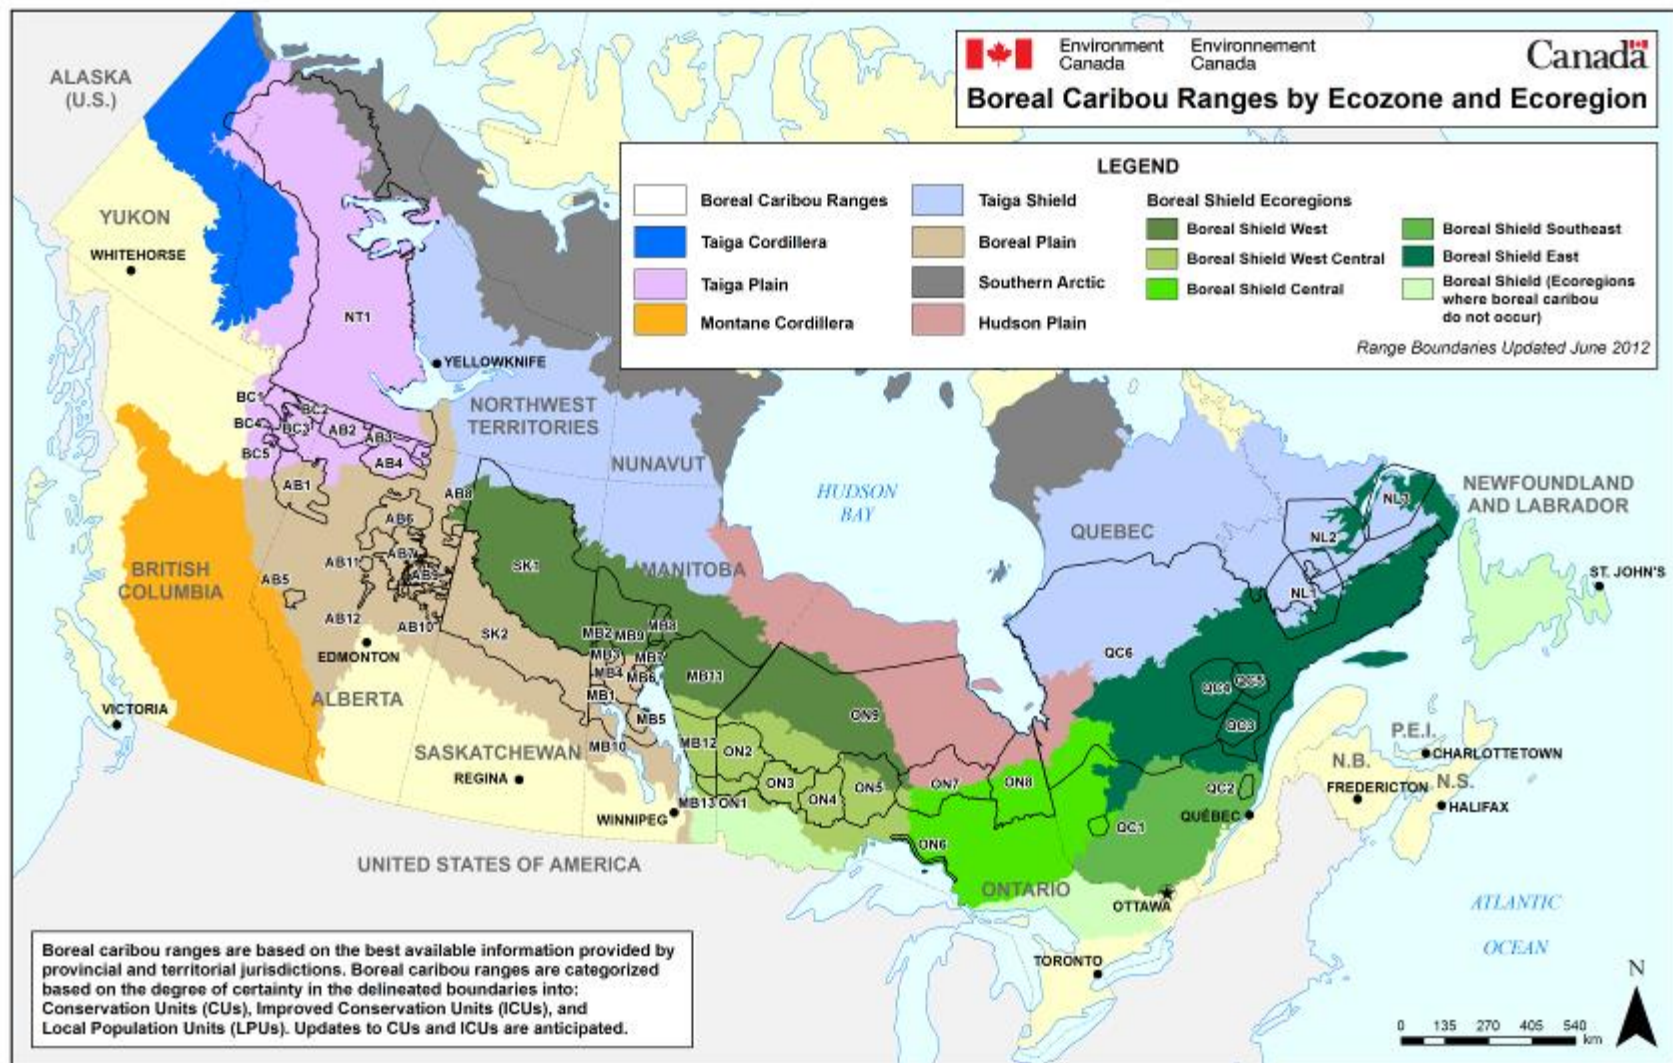 Environment Environnement
Canada Canada
Canada
Boreal Caribou Ranges by Ecozone and Ecoregion
LEGEND
Boreal Caribou Ranges
Taiga Cordillera
Taiga Plain
Montane Cordillera
Taiga Shield
Boreal Plain
Southern Arctic
Hudson Plain
Boreal Shield Ecoregions
Boreal Shield West
Boreal Shield West Central
Boreal Shield Central
Boreal Shield Southeast
Boreal Shield East
Boreal Shield (Ecoregions
where boreal caribou
do not occur)
Range Boundaries Updated June 2012
ALASKA
(U.S.)
YUKON
WHITEHORSE
NT1
YELLOWKNIFE
NORTHWEST
TERRITORIES
NUNAVUT
BC1
BC2
BC4
BC3
AB2
AB3
BC5
AB4
AB1
AB8
AB6
AB7
AB11
AB9
AB5
AB12
AB10
BRITISH
COLUMBIA
EDMONTON
ALBERTA
VICTORIA
SASKATCHEWAN
REGINA
SK1
SK2
MANITOBA
MB2
MB9
MB8
MB3
MB7
MB4
MB6
MB11
MB1
MB5
MB10
MB12
MB13
WINNIPEG
ON1
ON2
ON3
ON4
ON5
ON9
ON7
ON8
ON6
HUDSON
BAY
QUEBEC
NL3
NL2
NL1
NEWFOUNDLAND
AND LABRADOR
ST. JOHN'S
QC6
QC4
QC5
QC3
QC2
QC1
QUÉBEC
P.E.I.
CHARLOTTETOWN
N.B.
FREDERICTON
N.S.
HALIFAX
UNITED STATES OF AMERICA
ONTARIO
OTTAWA
TORONTO
ATLANTIC
OCEAN
Boreal caribou ranges are based on the best available information provided by
provincial and territorial jurisdictions. Boreal caribou ranges are categorized
based on the degree of certainty in the delineated boundaries into:
Conservation Units (CUs), Improved Conservation Units (ICUs), and
Local Population Units (LPUs). Updates to CUs and ICUs are anticipated.
N
0 135 270 405 540
km